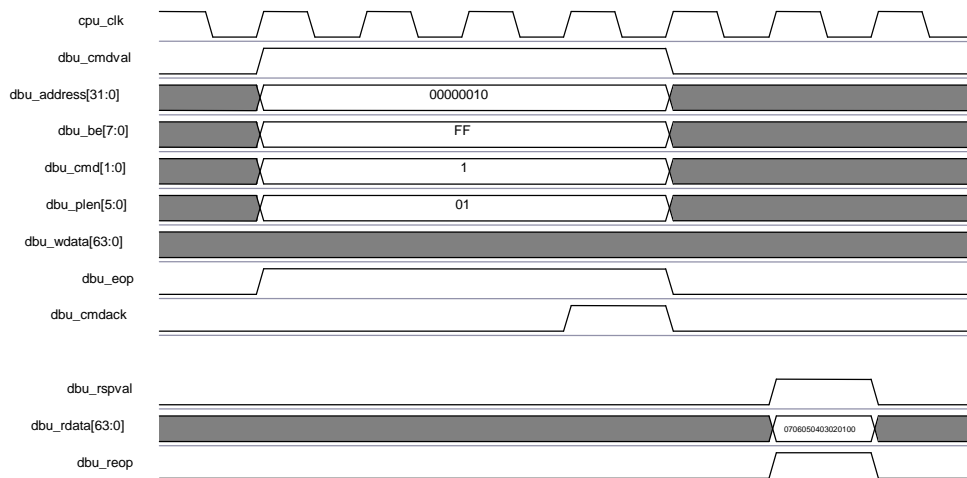 cpu_clk
dbu_cmdval
dbu_address[31:0] 00000010
dbu_be[7:0] FF
dbu_cmd[1:0] 1
dbu_plen[5:0] 01
dbu_wdata[63:0]
dbu_eop
dbu_cmdack
dbu_rspval
dbu_rdata[63:0] 0706050403020100
dbu_reop